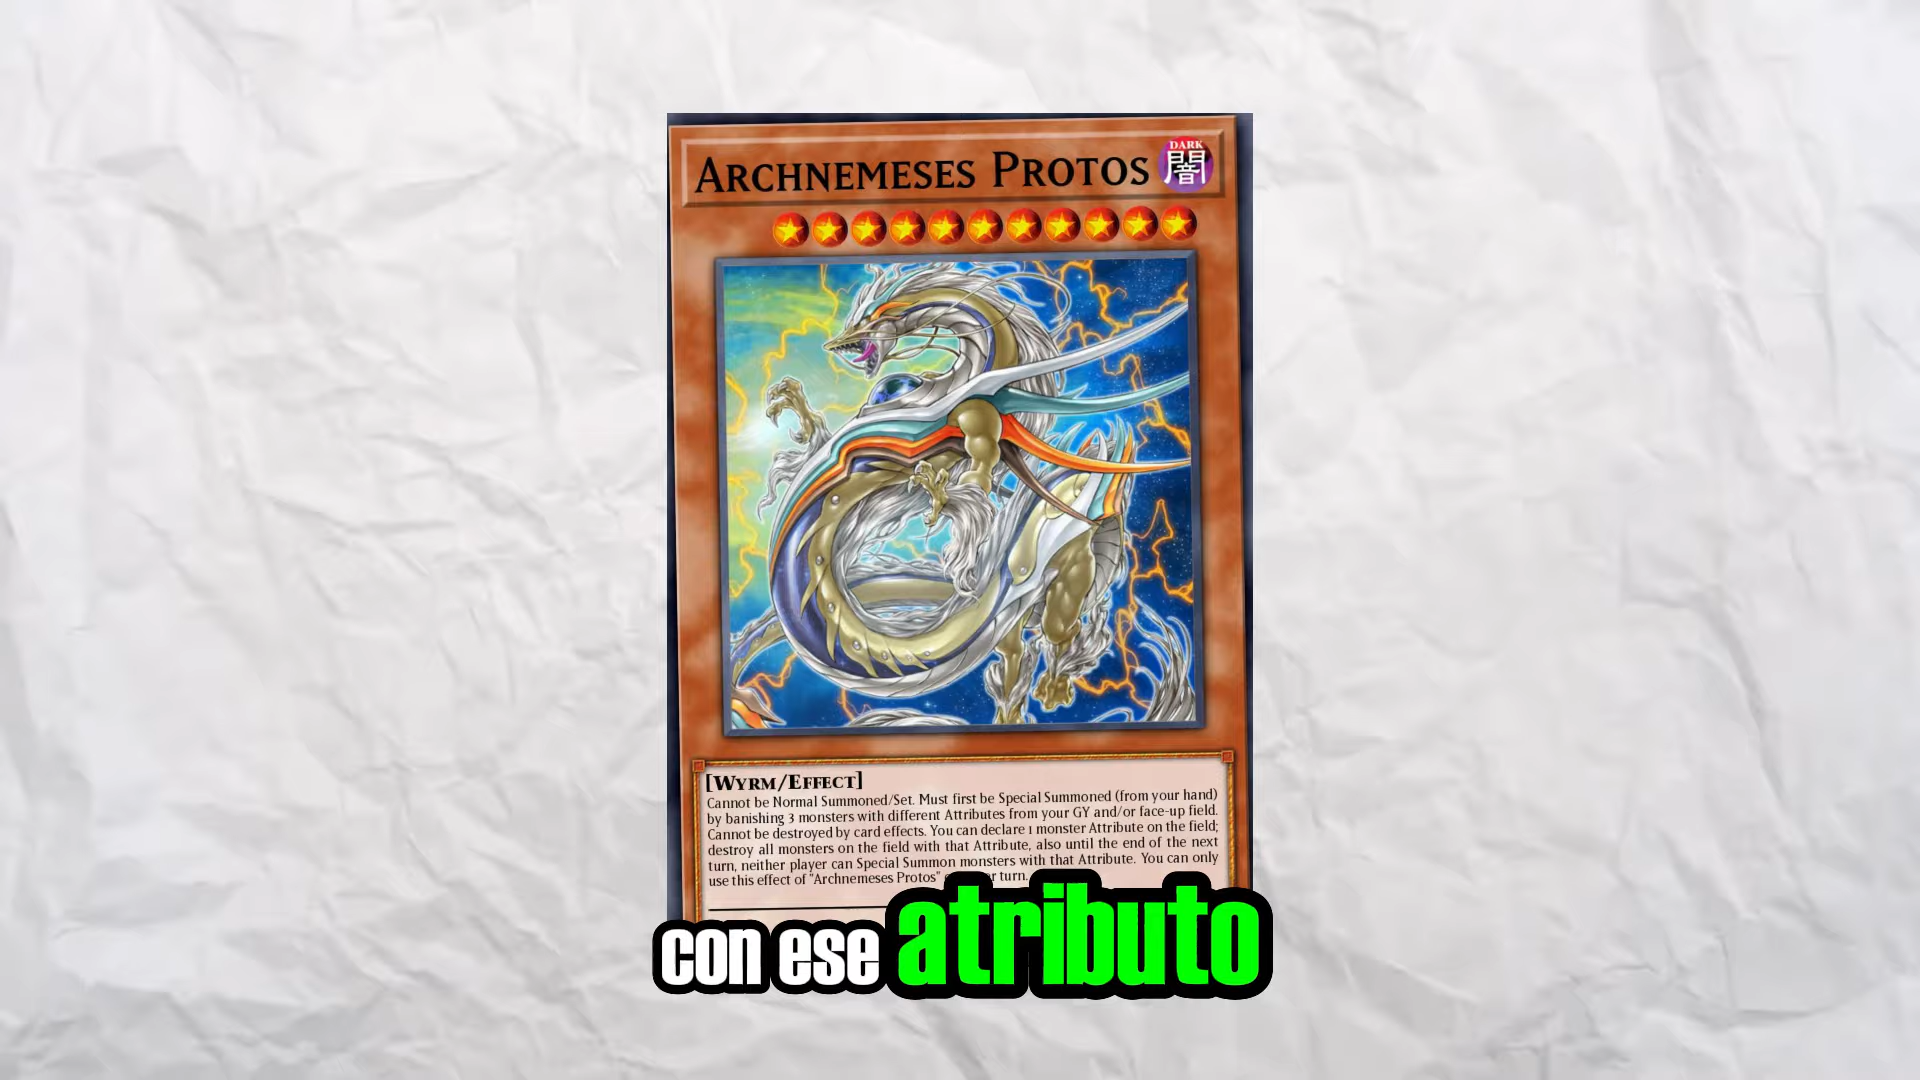 ARCHNEMESES PROTOS
DARK
闇
[WYRM/EFFECT]
Cannot be Normal Summoned/Set. Must first be Special Summoned (from your hand)
by banishing 3 monsters with different Attributes from your GY and/or face-up field.
Cannot be destroyed by card effects. You can declare 1 monster Attribute on the field;
destroy all monsters on the field with that Attribute, also until the end of the next
turn, neither player can Special Summon monsters with that Attribute. You can only
use this effect of "Archnemeses Protos" turn.
con ese atributo